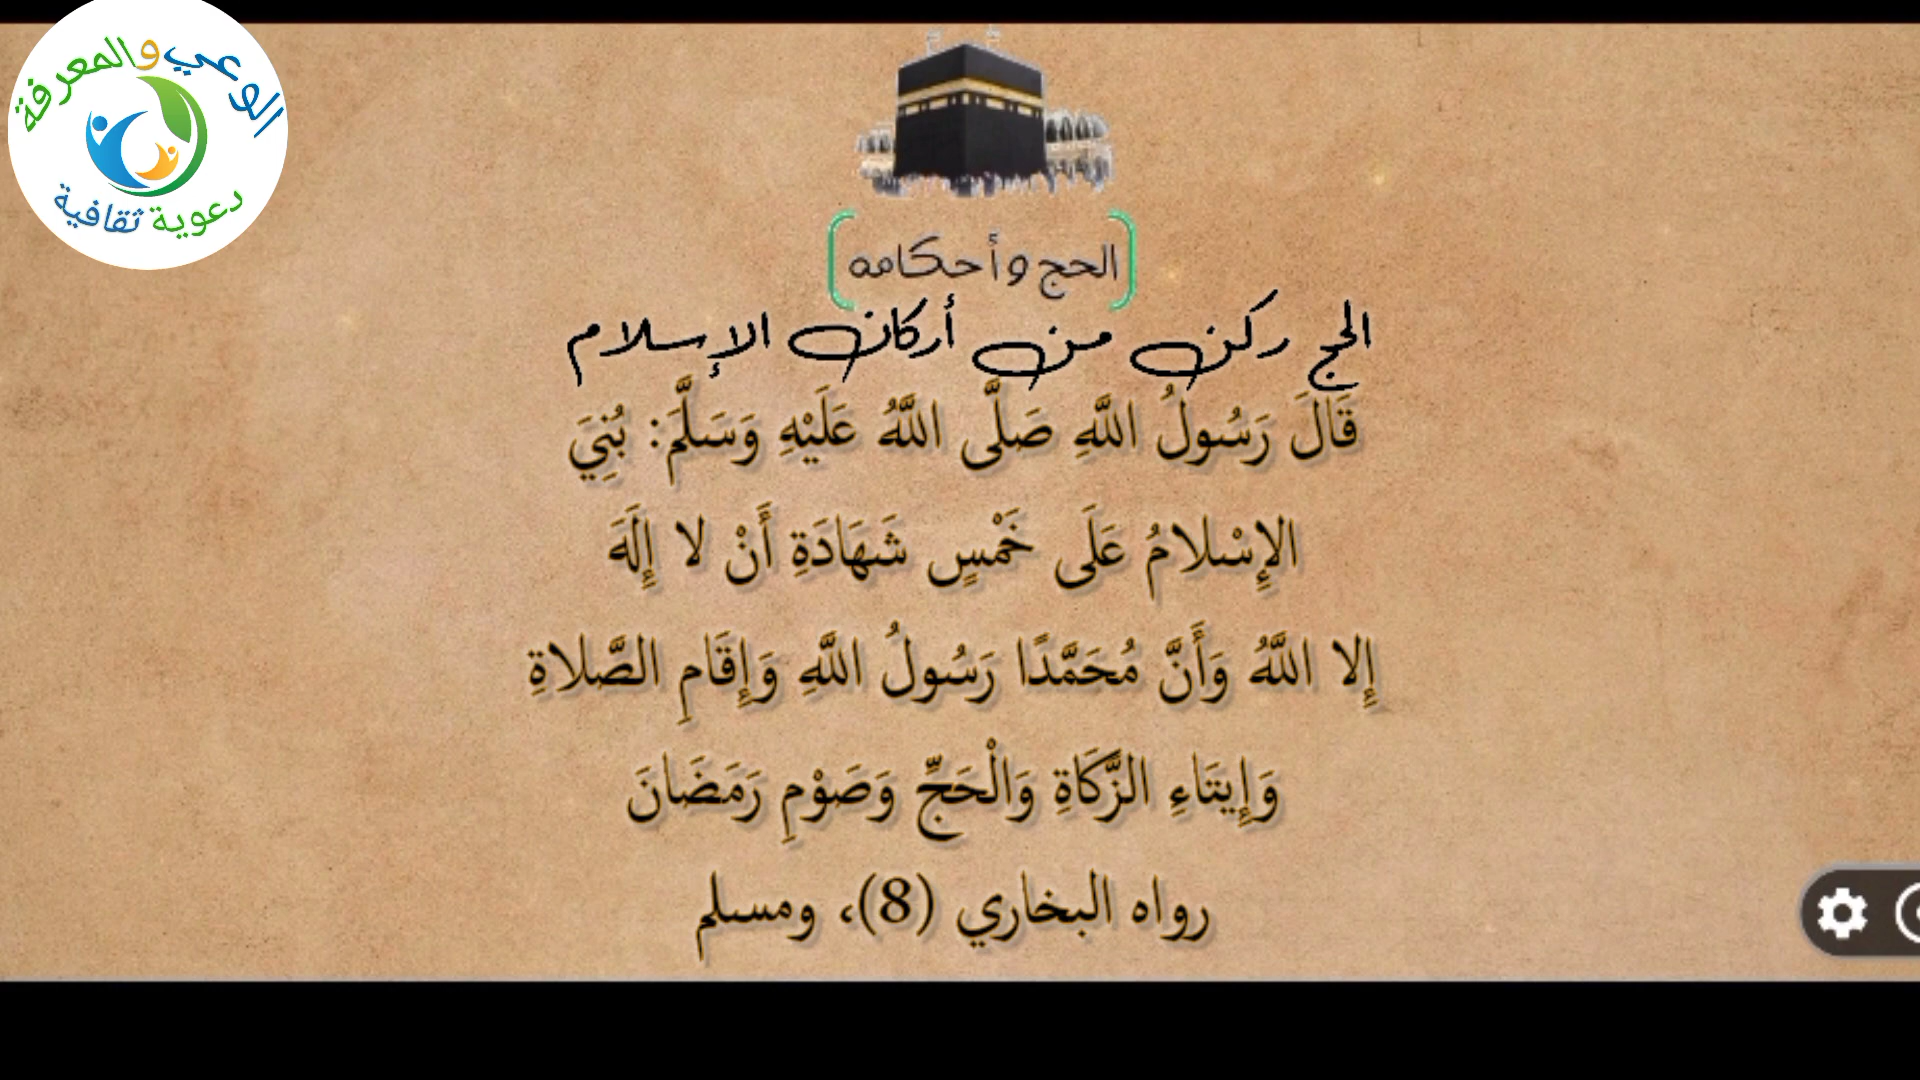 الوعي والمعرفة
دعوية ثقافية
[الحج وأحكامه]
الحج ركن من أركان الإسلام
قَالَ رَسُولُ اللَّهِ صَلَّى اللَّهُ عَلَيْهِ وَسَلَّمَ: بُنِيَ
الإِسْلامُ عَلَى خَمْسٍ شَهَادَةِ أَنْ لا إِلَهَ
إِلا اللَّهُ وَأَنَّ مُحَمَّدًا رَسُولُ اللَّهِ وَإِقَامِ الصَّلاةِ
وَإِيتَاءِ الزَّكَاةِ وَالْحَجِّ وَصَوْمِ رَمَضَانَ
رواه البخاري (8)، ومسلم